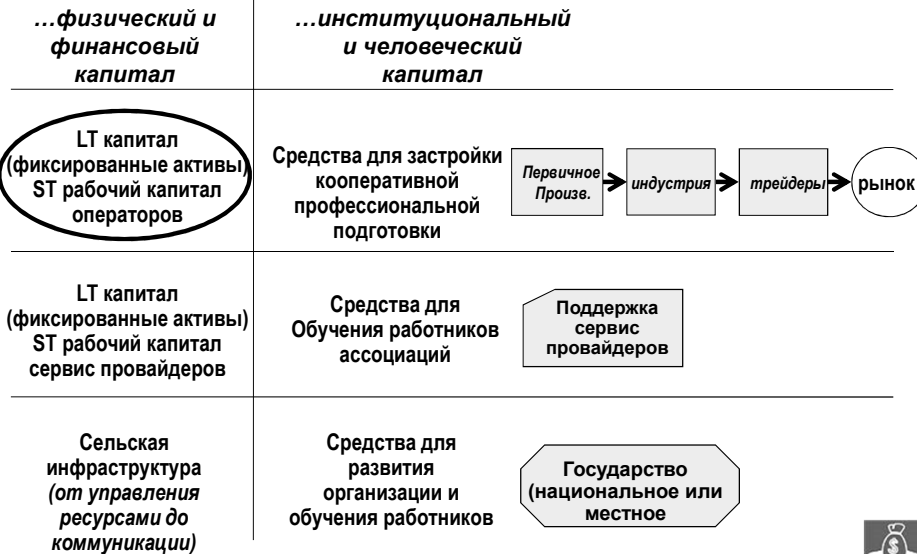 …физический и
финансовый
капитал
…институциональный
и человеческий
капитал
LT капитал
(фиксированные активы)
ST рабочий капитал
операторов
Средства для застройки
кооперативной
профессиональной
подготовки
Первичное
Произв.
индустрия
трейдеры
рынок
LT капитал
(фиксированные активы)
ST рабочий капитал
сервис провайдеров
Средства для
Обучения работников
ассоциаций
Поддержка
сервис
провайдеров
Сельская
инфраструктура
(от управления
ресурсами до
коммуникации)
Средства для
развития
организации и
обучения работников
Государство
(национальное или
местное